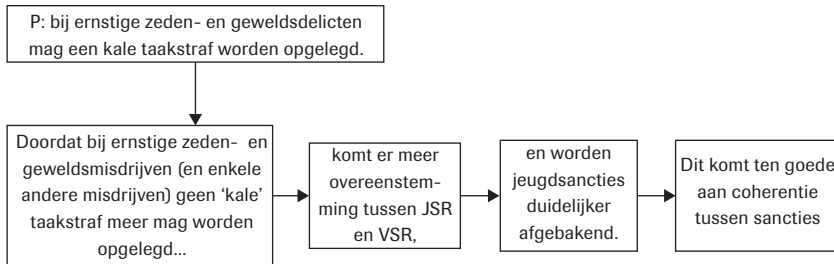 P: bij ernstige zeden- en geweldsdelicten
mag een kale taakstraf worden opgelegd.
Doordat bij ernstige zeden- en
geweldsmisdrijven (en enkele
andere misdrijven) geen ‘kale’
taakstraf meer mag worden
opgelegd...
komt er meer
overeenstem-
ming tussen JSR
en VSR,
en worden
jeugdsancties
duidelijker
afgebakend.
Dit komt ten goede
aan coherentie
tussen sancties